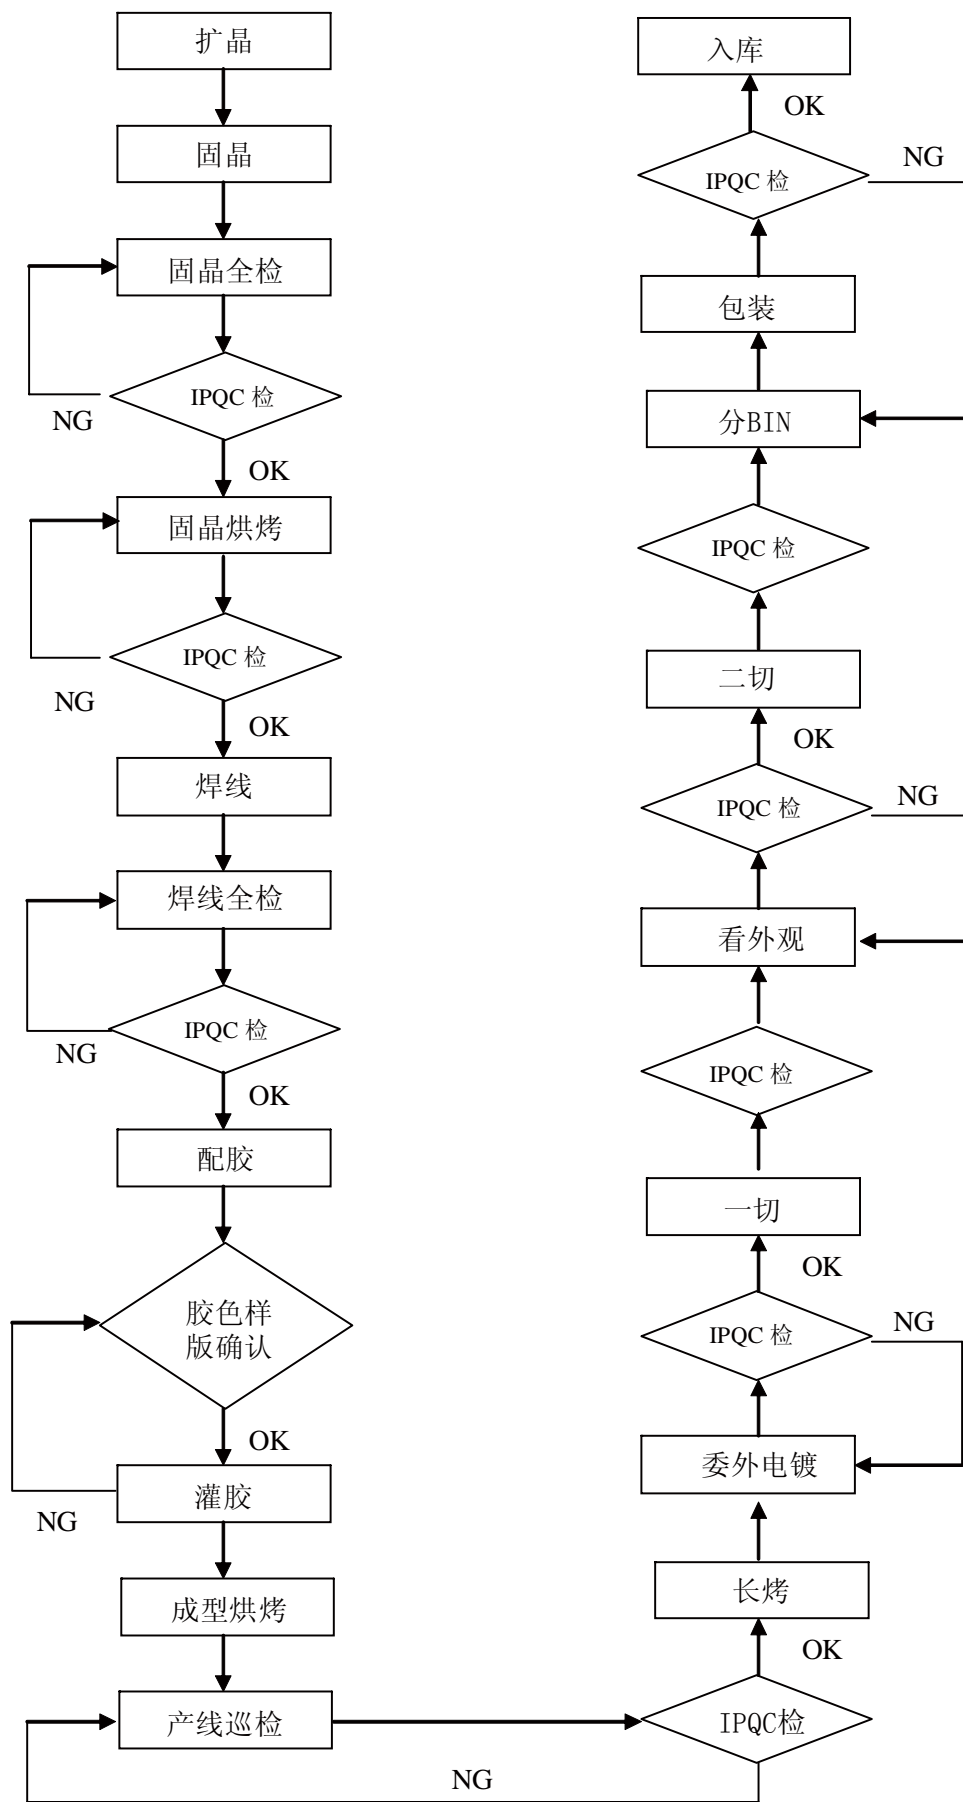 扩晶
固晶
固晶全检
IPQC 检
NG
OK
固晶烘烤
IPQC 检
NG
OK
焊线
焊线全检
IPQC 检
NG
OK
配胶
胶色样
版确认
OK
灌胶
NG
成型烘烤
产线巡检
NG
IPQC检
OK
长烤
委外电镀
IPQC 检
NG
OK
一切
IPQC 检
看外观
IPQC 检
NG
OK
二切
IPQC 检
分BIN
包装
IPQC 检
NG
OK
入库